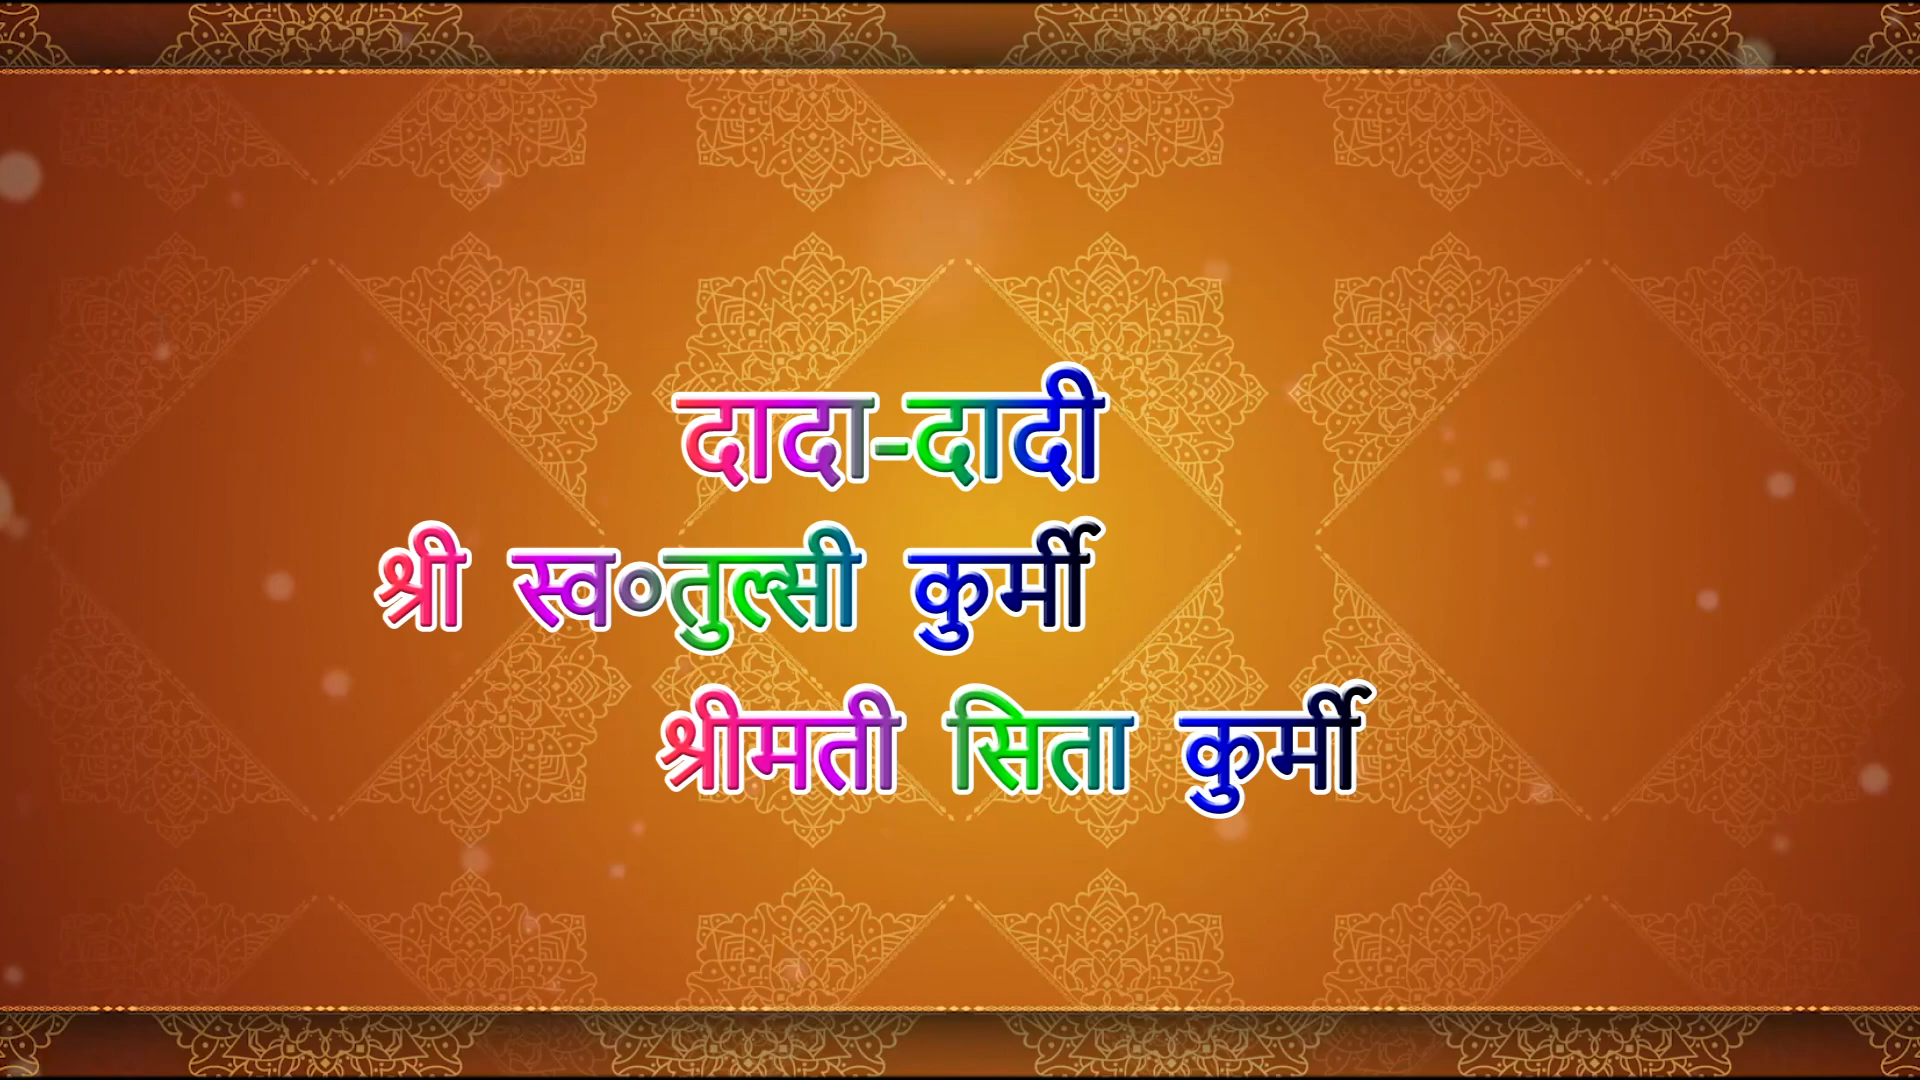 दादा-दादी
श्री स्व०तुल्सी कुर्मी
श्रीमती सिता कुर्मी